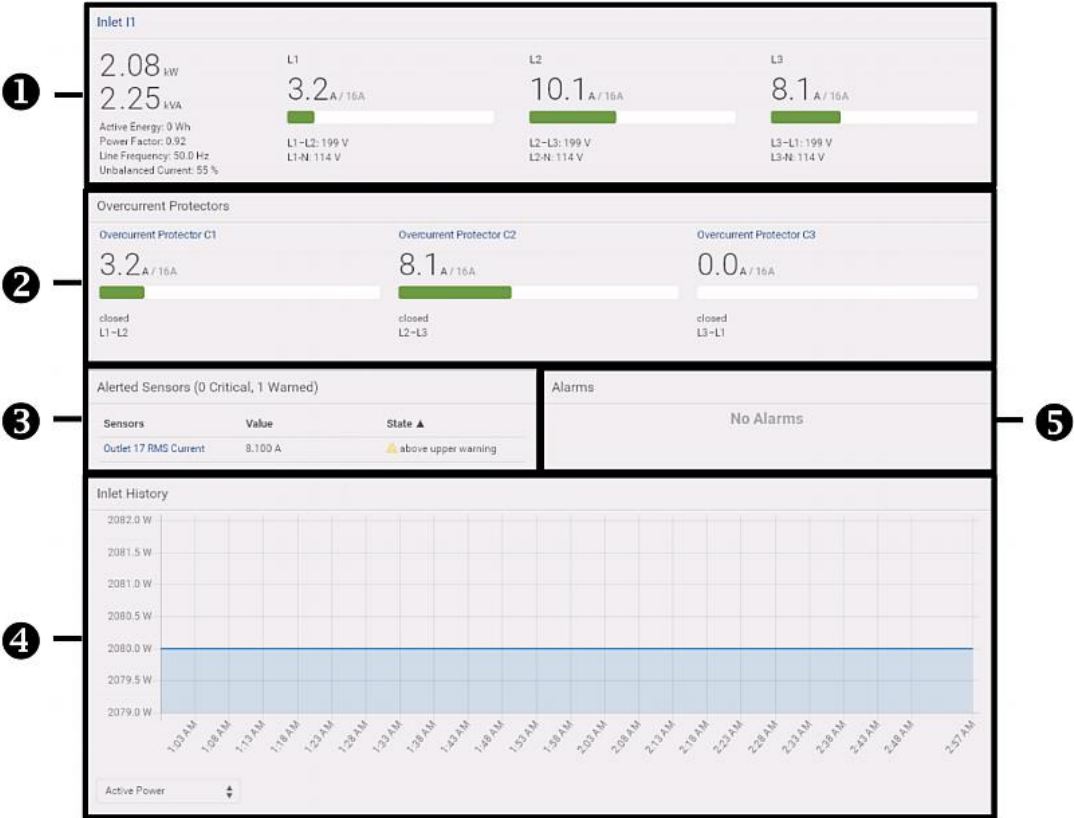 Inlet I1
❶
2.08 kW
2.25 kVA
Active Energy: 0 Wh
Power Factor: 0.92
Line Frequency: 50.0 Hz
Unbalanced Current: 55 %
L1
3.2 A / 16A
L1-L2: 199 V
L1-N: 114 V
L2
10.1 A / 16A
L2-L3: 199 V
L2-N: 114 V
L3
8.1 A / 16A
L3-L1: 199 V
L3-N: 114 V
❷
Overcurrent Protectors
Overcurrent Protector C1
3.2 A / 16A
closed
L1-L2
Overcurrent Protector C2
8.1 A / 16A
closed
L2-L3
Overcurrent Protector C3
0.0 A / 16A
closed
L3-L1
❸
Alerted Sensors (0 Critical, 1 Warned)
Sensors Value State ▲
Outlet 17 RMS Current 8.100 A above upper warning
Alarms
No Alarms
❺
❹
Inlet History
2082.0 W
2081.5 W
2081.0 W
2080.5 W
2080.0 W
2079.5 W
2079.0 W
1:03 AM 1:08 AM 1:13 AM 1:18 AM 1:23 AM 1:28 AM 1:33 AM 1:38 AM 1:43 AM 1:48 AM 1:53 AM 1:58 AM 2:03 AM 2:08 AM 2:13 AM 2:18 AM 2:23 AM 2:28 AM 2:33 AM 2:38 AM 2:43 AM 2:48 AM 2:57 AM
Active Power